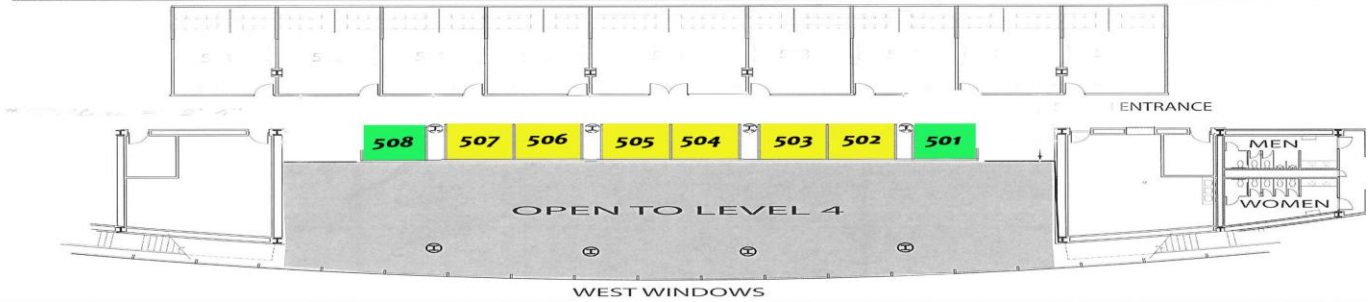 ENTRANCE
508 507 506 505 504 503 502 501
MEN
OPEN TO LEVEL 4
WOMEN
WEST WINDOWS